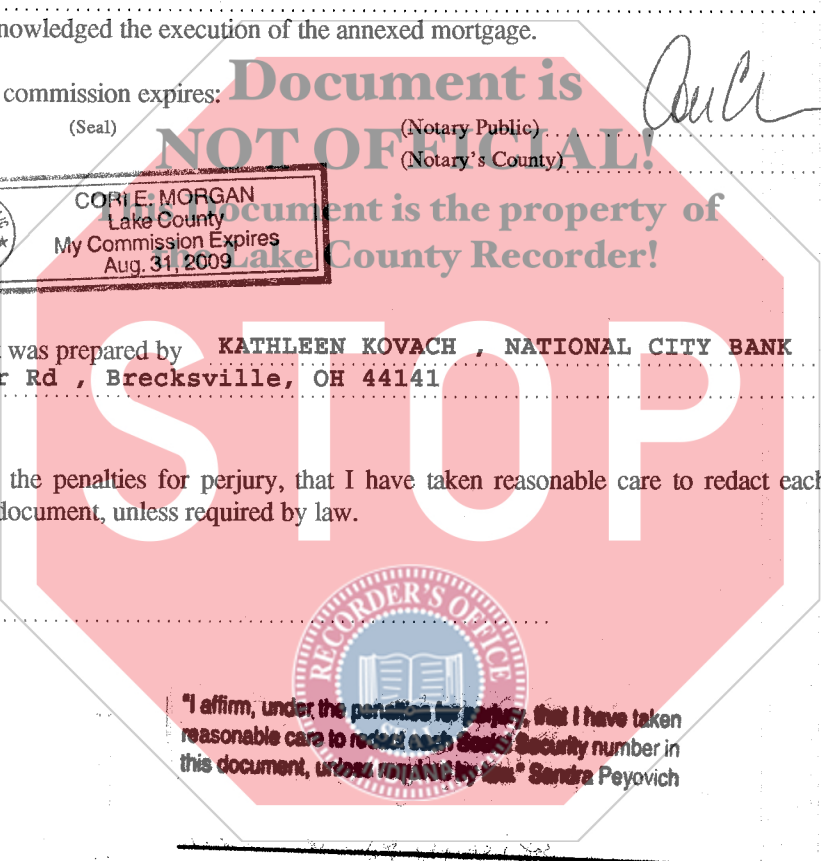 nowledged the execution of the annexed mortgage.
commission expires:
(Seal)
(Notary Public)
(Notary's County)
Document is
NOT OFFICIAL!
This Document is the property of
the Lake County Recorder!
CORI E. MORGAN
Lake County
My Commission Expires
Aug. 31, 2009
was prepared by KATHLEEN KOVACH , NATIONAL CITY BANK
r Rd , Brecksville, OH 44141
STOP
the penalties for perjury, that I have taken reasonable care to redact each
document, unless required by law.
RECORDER'S OFFICE
SEAL
INDIANA
"I affirm, under the penalties for perjury, that I have taken
reasonable care to redact each Social Security number in
this document, unless required by law." Sandra Peyovich